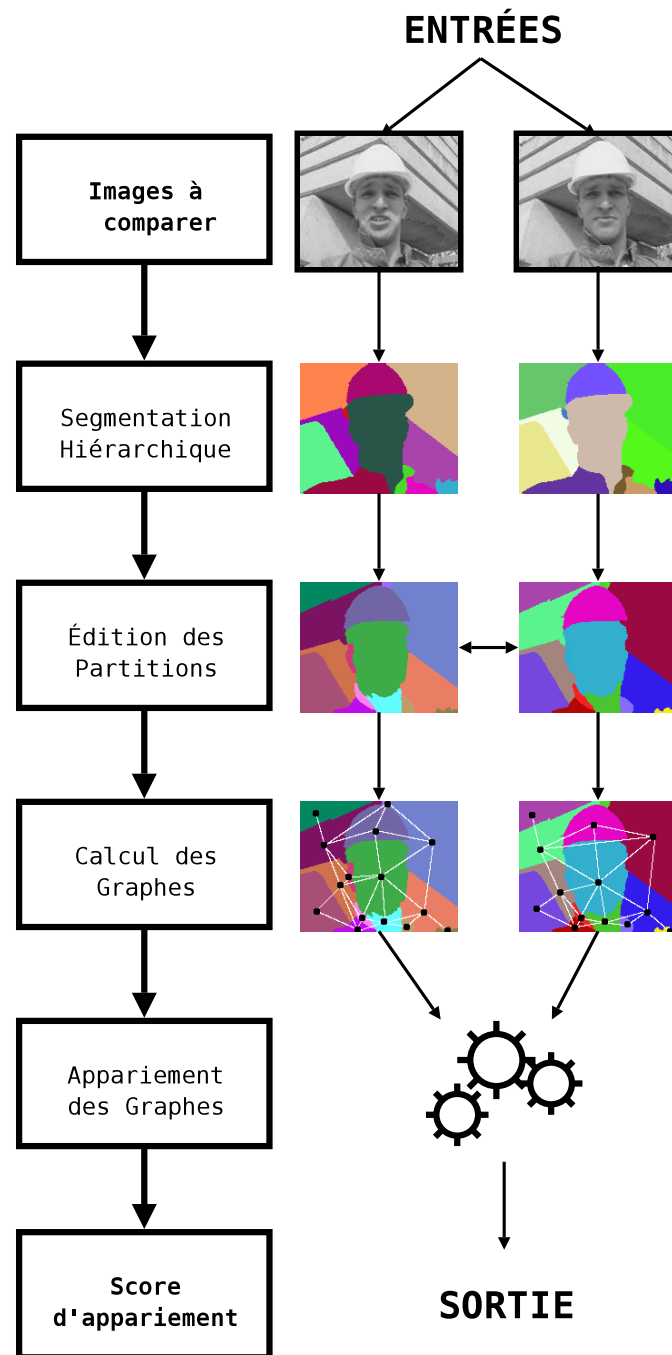 ENTRÉES
Images à
comparer
Segmentation
Hiérarchique
Édition des
Partitions
Calcul des
Graphes
Appariement
des Graphes
Score
d'appariement
SORTIE